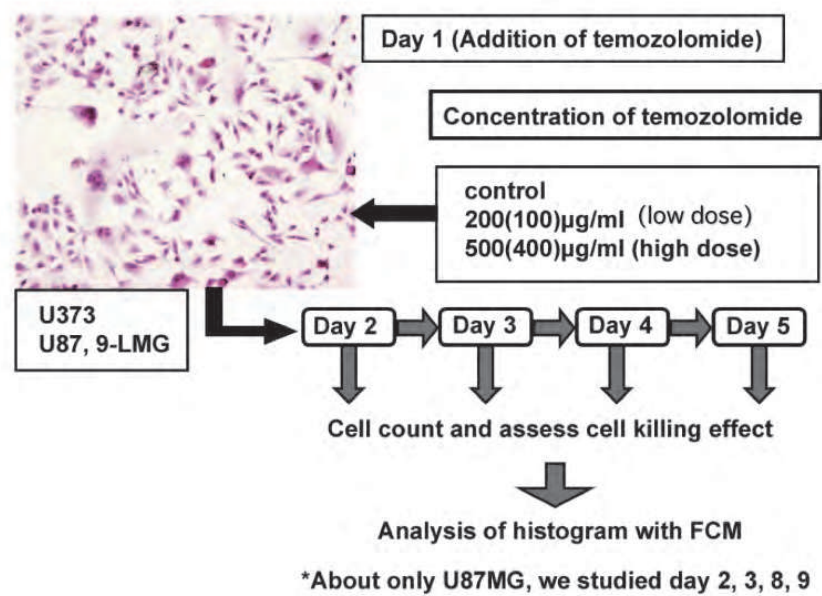 Day 1 (Addition of temozolomide)
Concentration of temozolomide
control
200(100)µg/ml (low dose)
500(400)µg/ml (high dose)
U373
U87, 9-LMG
Day 2
Day 3
Day 4
Day 5
Cell count and assess cell killing effect
Analysis of histogram with FCM
*About only U87MG, we studied day 2, 3, 8, 9